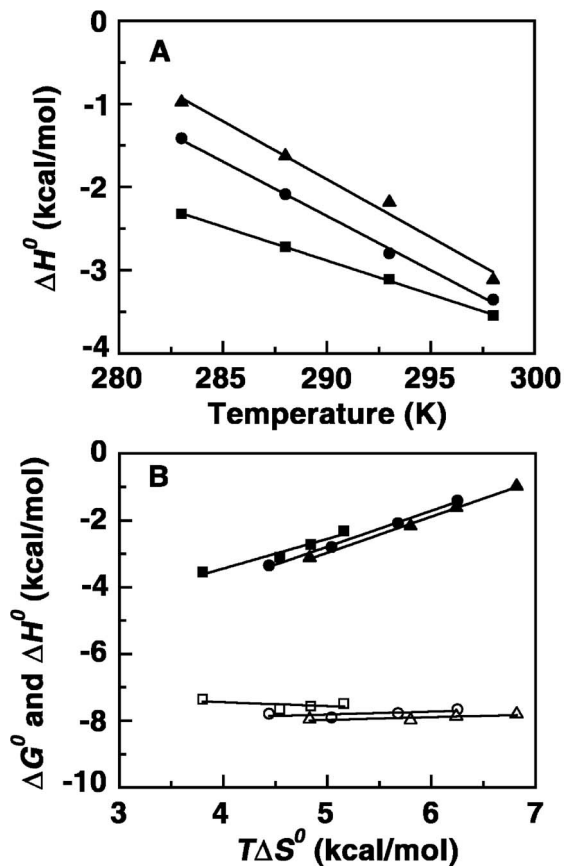 A
0
-1
-2
-3
-4
ΔH⁰ (kcal/mol)
280 285 290 295 300
Temperature (K)
B
0
-2
-4
-6
-8
-10
ΔG⁰ and ΔH⁰ (kcal/mol)
3 4 5 6 7
TΔS⁰ (kcal/mol)